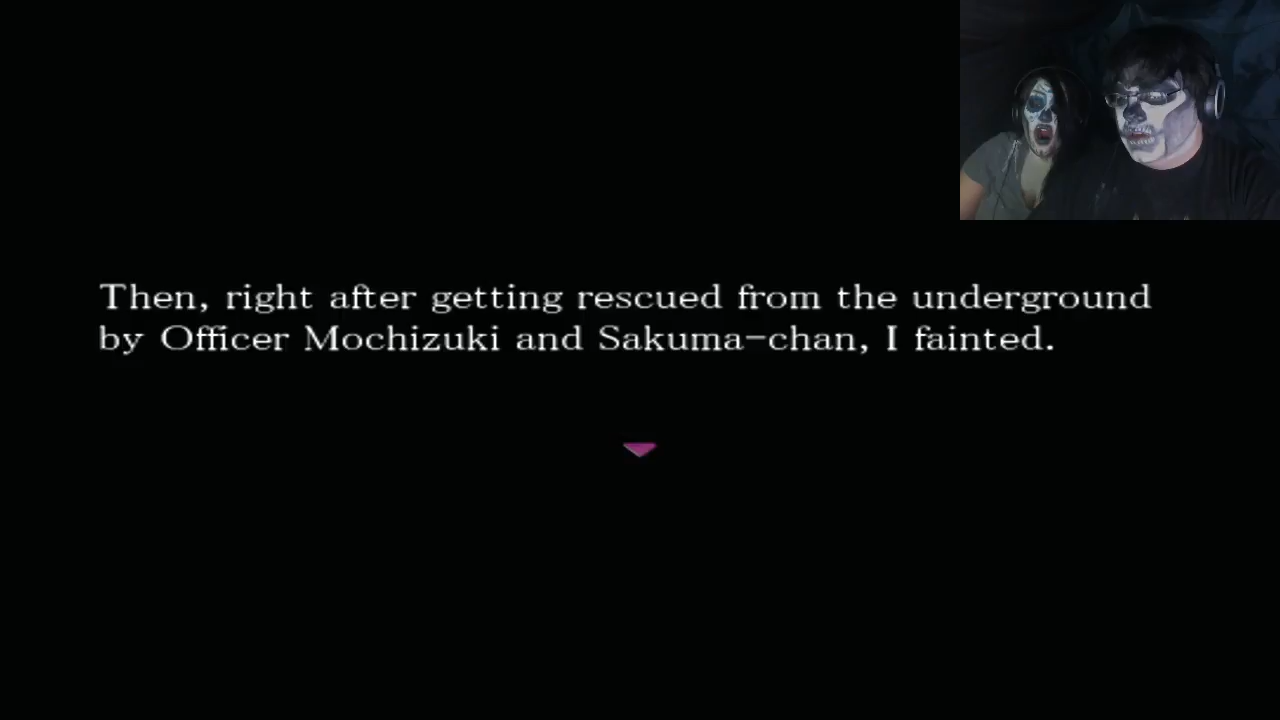 Then, right after getting rescued from the underground
by Officer Mochizuki and Sakuma-chan, I fainted.